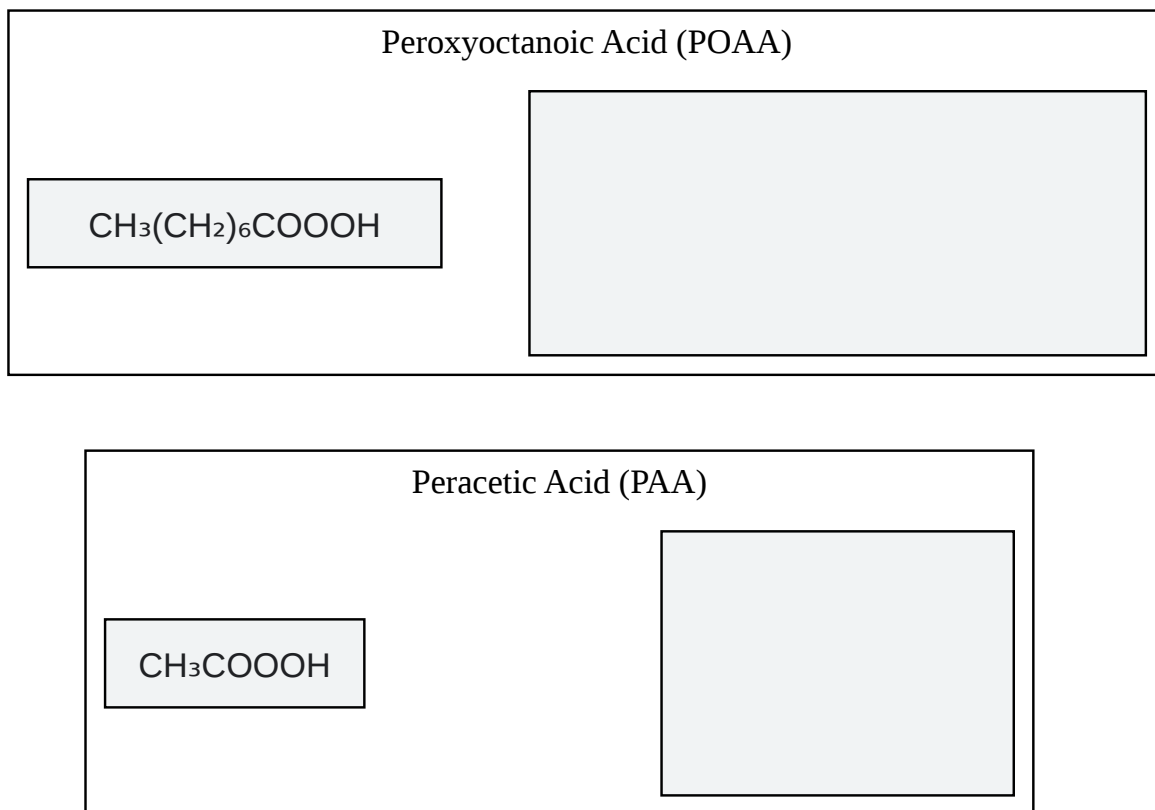 Peroxyoctanoic Acid (POAA)
CH₃(CH₂)₆COOOH
Peracetic Acid (PAA)
CH₃COOOH